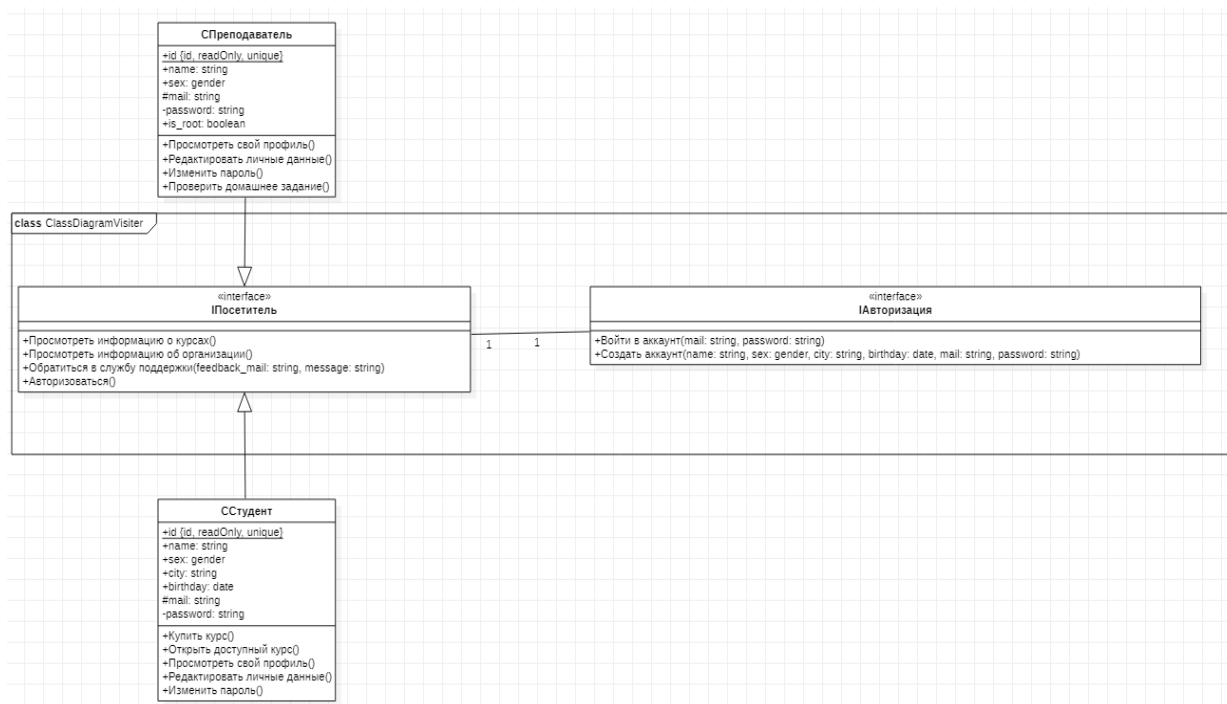 СПреподаватель
+id {id, readOnly, unique}
+name: string
+sex: gender
#mail: string
-password: string
+is_root: boolean
+Просмотреть свой профиль()
+Редактировать личные данные()
+Изменить пароль()
+Проверить домашнее задание()
class ClassDiagramVisiter
«interface»
IПосетитель
+Просмотреть информацию о курсах()
+Просмотреть информацию об организации()
+Обратиться в службу поддержки(feedback_mail: string, message: string)
+Авторизоваться()
1 1
«interface»
IАвторизация
+Войти в аккаунт(mail: string, password: string)
+Создать аккаунт(name: string, sex: gender, city: string, birthday: date, mail: string, password: string)
ССтудент
+id {id, readOnly, unique}
+name: string
+sex: gender
+city: string
+birthday: date
#mail: string
-password: string
+Купить курс()
+Открыть доступный курс()
+Просмотреть свой профиль()
+Редактировать личные данные()
+Изменить пароль()